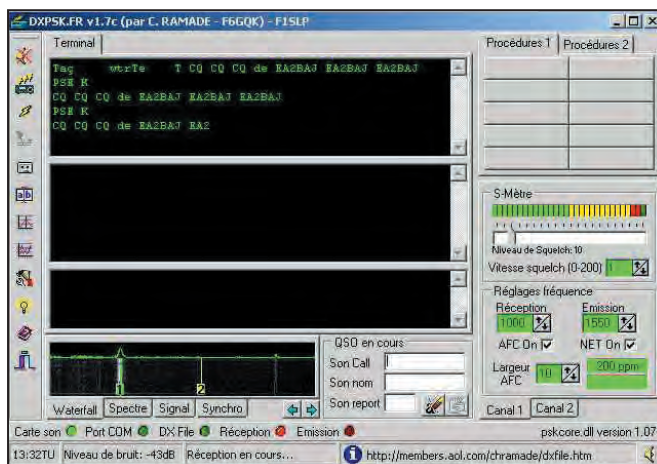 DXPSK.FR v1.7c (par C. RAMADE - F6GQK) - F1SLP
Terminal
Procédures 1 Procédures 2
Tag wtrTe T CQ CQ CQ de EA2BAJ EA2BAJ EA2BAJ
PSE K
CQ CQ CQ de EA2BAJ EA2BAJ EA2BAJ
PSE K
CQ CQ CQ de EA2BAJ EA2
S-Mètre
Niveau de Squelch: 10
Vitesse squelch (0-200) 1
Réglages fréquence
Réception Emission
1000 1550
AFC On NET On
Largeur AFC 10 200 ppm
Canal 1 Canal 2
1 2
QSO en cours
Son Call
Son nom
Son report
Waterfall Spectre Signal Synchro
Carte son Port COM DX File Réception Emission pskcore.dll version 1.07
13:32TU Niveau de bruit: -43dB Réception en cours... http://members.aol.com/chramade/dxfile.htm